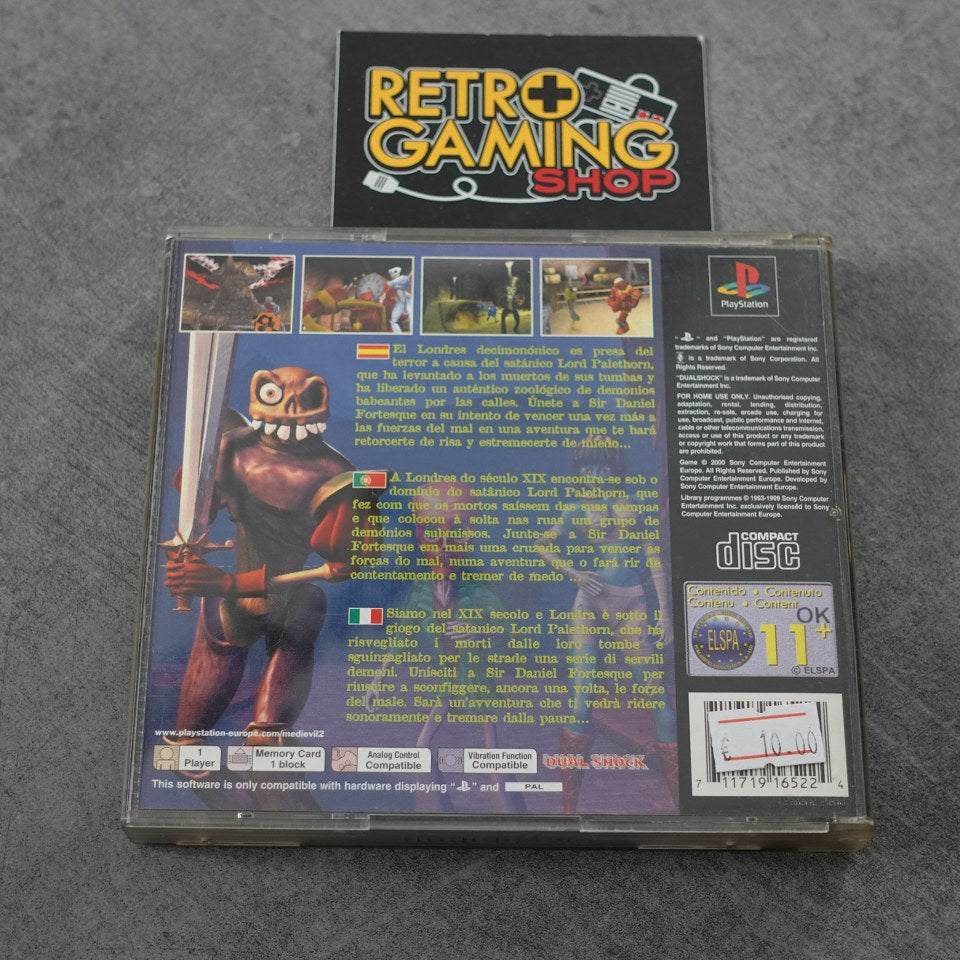 RETRO
GAMING
SHOP
PlayStation
El Londres decimonónico es presa del
terror a causa del satánico Lord Palethorn,
que ha levantado a los muertos de sus tumbas y
ha liberado un auténtico zoológico de demonios
babeantes por las calles. Únete a Sir Daniel
Fortesque en su intento de vencer una vez más a
las fuerzas del mal en una aventura que te hará
retorcerte de risa y estremecerte de miedo...
A Londres do século XIX encontra-se sob o
domínio do satânico Lord Palethorn, que
fez com que os mortos saíssem das suas campas
e que colocou à solta nas ruas um grupo de
demónios submissos. Junte-se a Sir Daniel
Fortesque em mais uma cruzada para vencer as
forças do mal, numa aventura que o fará rir de
contentamento e tremer de medo ...
Siamo nel XIX secolo e Londra è sotto il
giogo del satanico Lord Palethorn, che ha
risvegliato i morti dalle loro tombe e
sguinzagliato per le strade una serie di servili
demeni. Unisciti a Sir Daniel Fortesque per
riuscire a sconfiggere, ancora una volta, le forze
del male. Sarà un'avventura che ti vedrà ridere
sonoramente e tremare dalla paura...
www.playstation-europe.com/medievil2
1
Player
Memory Card
1 block
Analog Control
Compatible
Vibration Function
Compatible
DUAL SHOCK
This software is only compatible with hardware displaying " " and PAL
" " and "PlayStation" are registered
trademarks of Sony Computer Entertainment Inc.
is a trademark of Sony Corporation. All
Rights Reserved.
"DUALSHOCK" is a trademark of Sony Computer
Entertainment Inc.
FOR HOME USE ONLY. Unauthorised copying,
adaptation, rental, lending, distribution,
extraction, re-sale, arcade use, charging for
use, broadcast, public performance and internet,
cable or other telecommunications transmission,
access or use of this product or any trademark
or copyright work that forms part of this product
are prohibited.
Game © 2000 Sony Computer Entertainment
Europe. All Rights Reserved. Published by Sony
Computer Entertainment Europe. Developed by
Sony Computer Entertainment Europe.
Library programmes © 1993-1999 Sony Computer
Entertainment Inc. exclusively licensed to Sony
Computer Entertainment Europe.
COMPACT
disc
Contenido • Contenuto
Contenu • Content
OK
ELSPA
11+
© ELSPA
€ 10.00
7 11719 16522 4